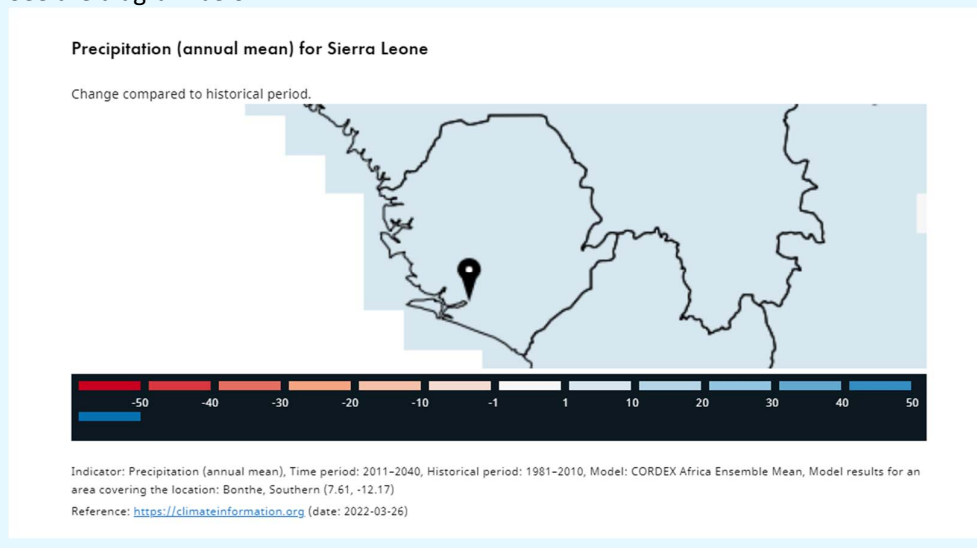 Precipitation (annual mean) for Sierra Leone
Change compared to historical period.
-50 -40 -30 -20 -10 -1 1 10 20 30 40 50
Indicator: Precipitation (annual mean), Time period: 2011–2040, Historical period: 1981–2010, Model: CORDEX Africa Ensemble Mean, Model results for an
area covering the location: Bonthe, Southern (7.61, -12.17)
Reference: https://climateinformation.org (date: 2022-03-26)